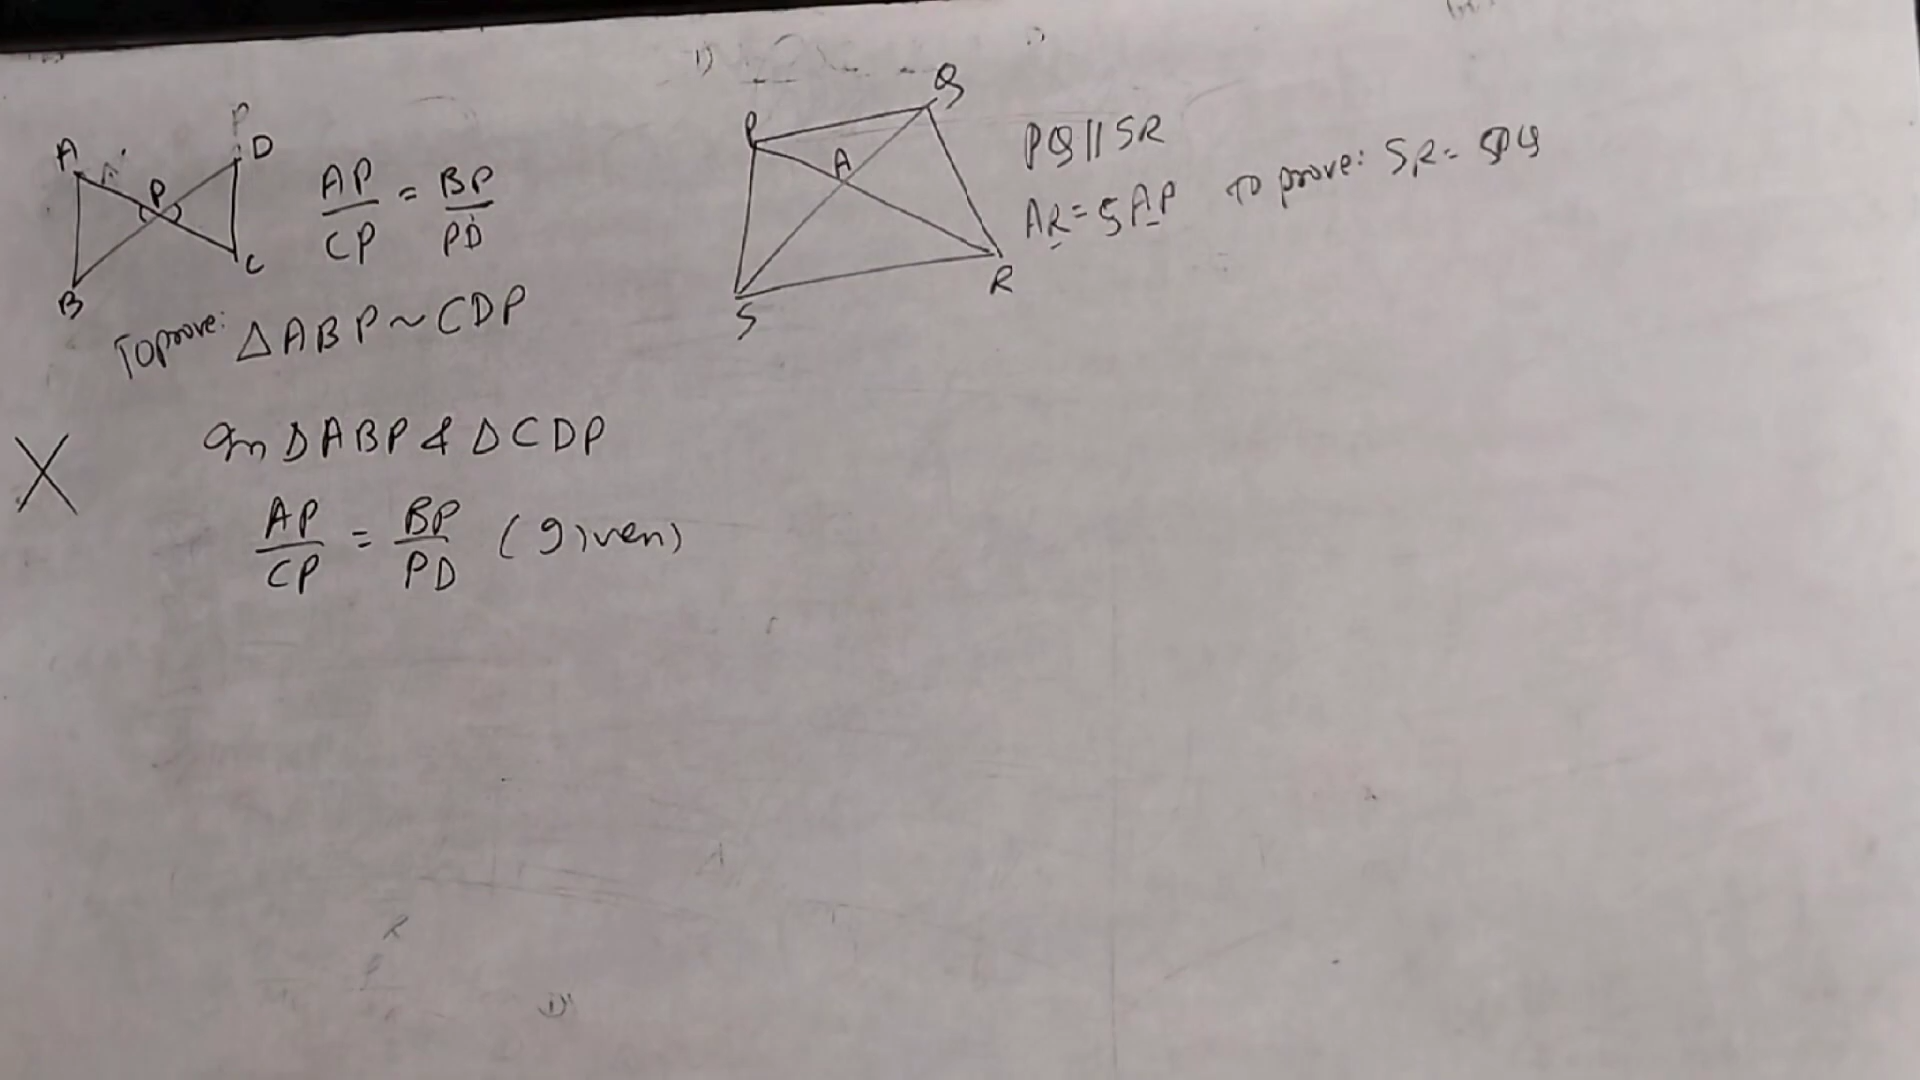 A
P
D
B
C
AP/CP = BP/PD
To prove: ΔABP ~ CDP
In ΔABP & ΔCDP
AP/CP = BP/PD (given)
X
1)
P
Q
A
S
R
PQ || SR
AR = 5AP To prove: SR = 5PQ